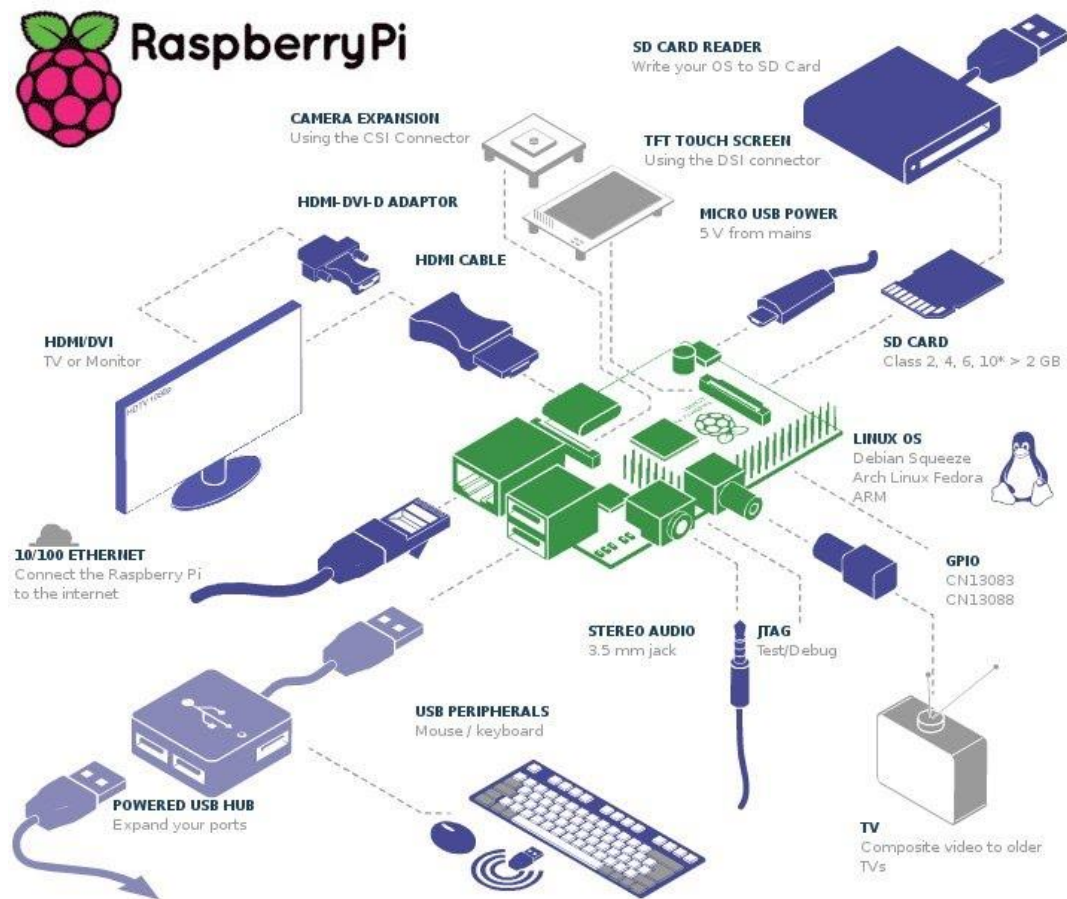 RaspberryPi
SD CARD READER
Write your OS to SD Card
CAMERA EXPANSION
Using the CSI Connector
TFT TOUCH SCREEN
Using the DSI connector
HDMI-DVI-D ADAPTOR
MICRO USB POWER
5 V from mains
HDMI CABLE
HDMI/DVI
TV or Monitor
HDTV 1080p
SD CARD
Class 2, 4, 6, 10* > 2 GB
LINUX OS
Debian Squeeze
Arch Linux Fedora
ARM
10/100 ETHERNET
Connect the Raspberry Pi
to the internet
GPIO
CN13083
CN13088
STEREO AUDIO
3.5 mm jack
JTAG
Test/Debug
USB PERIPHERALS
Mouse / keyboard
POWERED USB HUB
Expand your ports
TV
Composite video to older
TVs